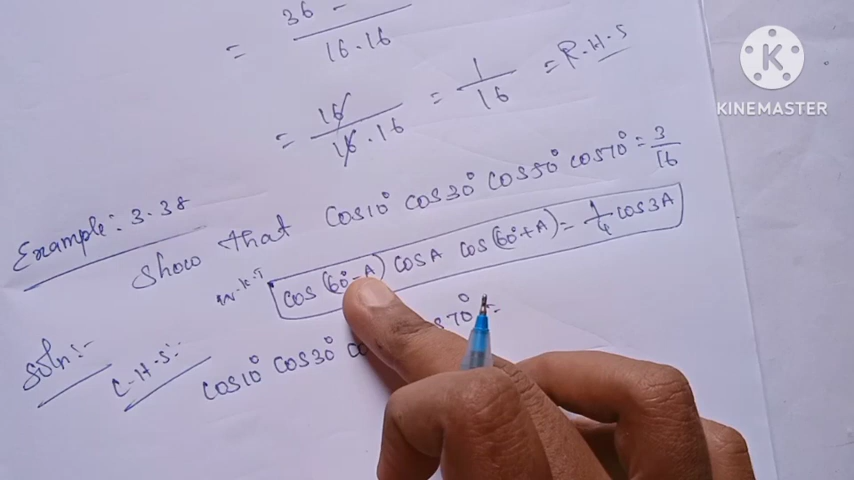 36 -
=
16.16
= 16 / 16.16 = 1/16 = R.H.S
Example: 3.38
Show that cos10° cos30° cos50° cos70° = 3/16
W.K.T cos(60°-A) cosA cos(60°+A) = 1/4 cos3A
Soln:-
L.H.S:-
cos10° cos30° 70° =
K
KINEMASTER